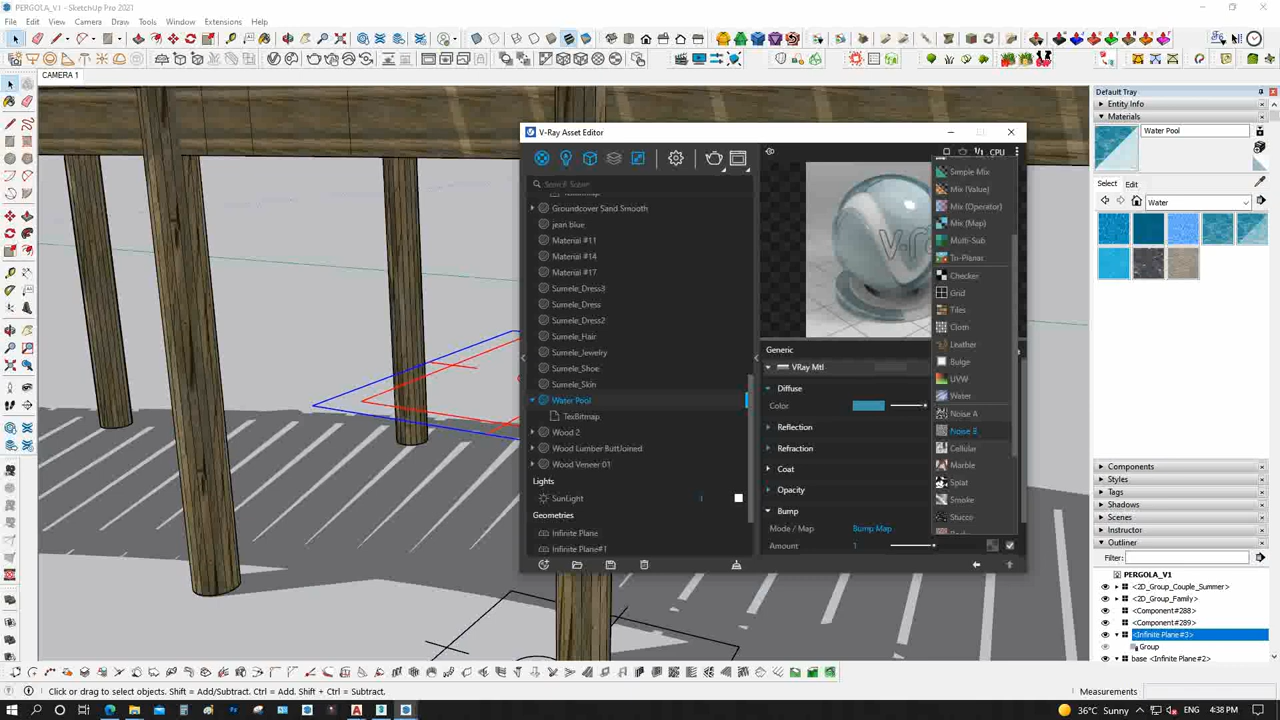 PERGOLA_V1 - SketchUp Pro 2021
File Edit View Camera Draw Tools Window Extensions Help
CAMERA 1
V-Ray Asset Editor
Groundcover Sand Smooth
jean blue
Material #11
Material #14
Material #17
Sumele_Dress3
Sumele_Dress
Sumele_Dress2
Sumele_Hair
Sumele_Jewelry
Sumele_Shoe
Sumele_Skin
Water Pool
TexBitmap
Wood 2
Wood Lumber ButtJoined
Wood Veneer 01
Lights
SunLight 1
Geometries
Infinite Plane
Infinite Plane#1
CPU
Generic
VRay Mtl
Diffuse
Color
Reflection
Refraction
Coat
Opacity
Bump
Mode / Map Bump Map
Amount 1
Simple Mix
Mix (Value)
Mix (Operator)
Mix (Map)
Multi-Sub
Tri-Planar
Checker
Grid
Tiles
Cloth
Leather
Bulge
UVW
Water
Noise A
Noise B
Cellular
Marble
Splat
Smoke
Stucco
Default Tray
Entity Info
Materials
Water Pool
Select Edit
Water
Components
Styles
Tags
Shadows
Scenes
Instructor
Outliner
Filter:
PERGOLA_V1
<2D_Group_Couple_Summer>
<2D_Group_Family>
<Component#288>
<Component#289>
<Infinite Plane#3>
Group
base <Infinite Plane#2>
Click or drag to select objects. Shift = Add/Subtract. Ctrl = Add. Shift + Ctrl = Subtract.
Measurements
36°C Sunny ENG 4:38 PM